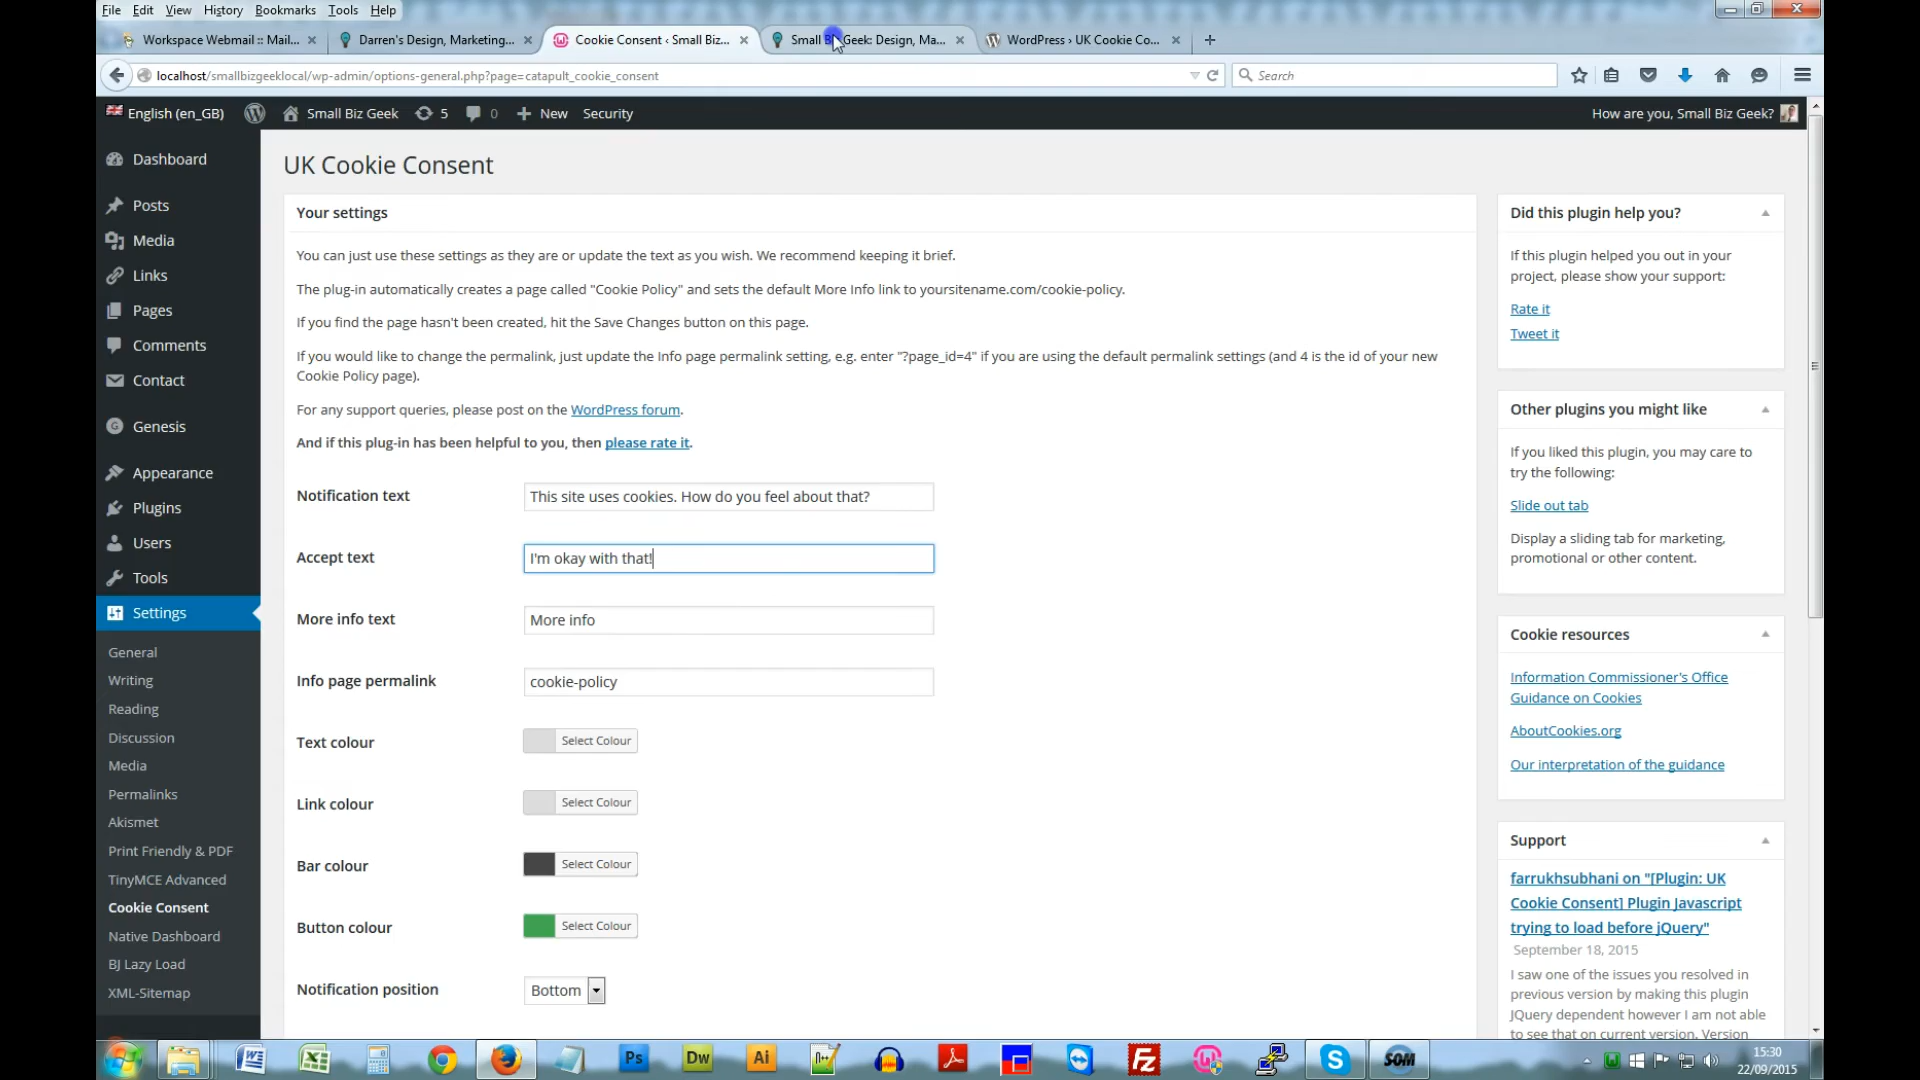 File Edit View History Bookmarks Tools Help
Workspace Webmail :: Mail...
Darren's Design, Marketing...
Cookie Consent ‹ Small Biz...
Geek: Design, Ma...
WordPress › UK Cookie Co...
localhost/smallbizgeeklocal/wp-admin/options-general.php?page=catapult_cookie_consent
Search
English (en_GB)
Small Biz Geek
5
0
New
Security
How are you, Small Biz Geek?
Dashboard
Posts
Media
Links
Pages
Comments
Contact
Genesis
Appearance
Plugins
Users
Tools
Settings
General
Writing
Reading
Discussion
Media
Permalinks
Akismet
Print Friendly & PDF
TinyMCE Advanced
Cookie Consent
Native Dashboard
BJ Lazy Load
XML-Sitemap
UK Cookie Consent
Your settings
You can just use these settings as they are or update the text as you wish. We recommend keeping it brief.
The plug-in automatically creates a page called "Cookie Policy" and sets the default More Info link to yoursitename.com/cookie-policy.
If you find the page hasn't been created, hit the Save Changes button on this page.
If you would like to change the permalink, just update the Info page permalink setting, e.g. enter "?page_id=4" if you are using the default permalink settings (and 4 is the id of your new
Cookie Policy page).
For any support queries, please post on the WordPress forum.
And if this plug-in has been helpful to you, then please rate it.
Notification text
This site uses cookies. How do you feel about that?
Accept text
I'm okay with that!
More info text
More info
Info page permalink
cookie-policy
Text colour
Select Colour
Link colour
Select Colour
Bar colour
Select Colour
Button colour
Select Colour
Notification position
Bottom
Did this plugin help you?
If this plugin helped you out in your
project, please show your support:
Rate it
Tweet it
Other plugins you might like
If you liked this plugin, you may care to
try the following:
Slide out tab
Display a sliding tab for marketing,
promotional or other content.
Cookie resources
Information Commissioner's Office
Guidance on Cookies
AboutCookies.org
Our interpretation of the guidance
Support
farrukhsubhani on "[Plugin: UK
Cookie Consent] Plugin Javascript
trying to load before jQuery"
September 18, 2015
I saw one of the issues you resolved in
previous version by making this plugin
JQuery dependent however I am not able
to see that on current version. Version
Ps
Dw
Ai
Fz
SOM
15:30
22/09/2015